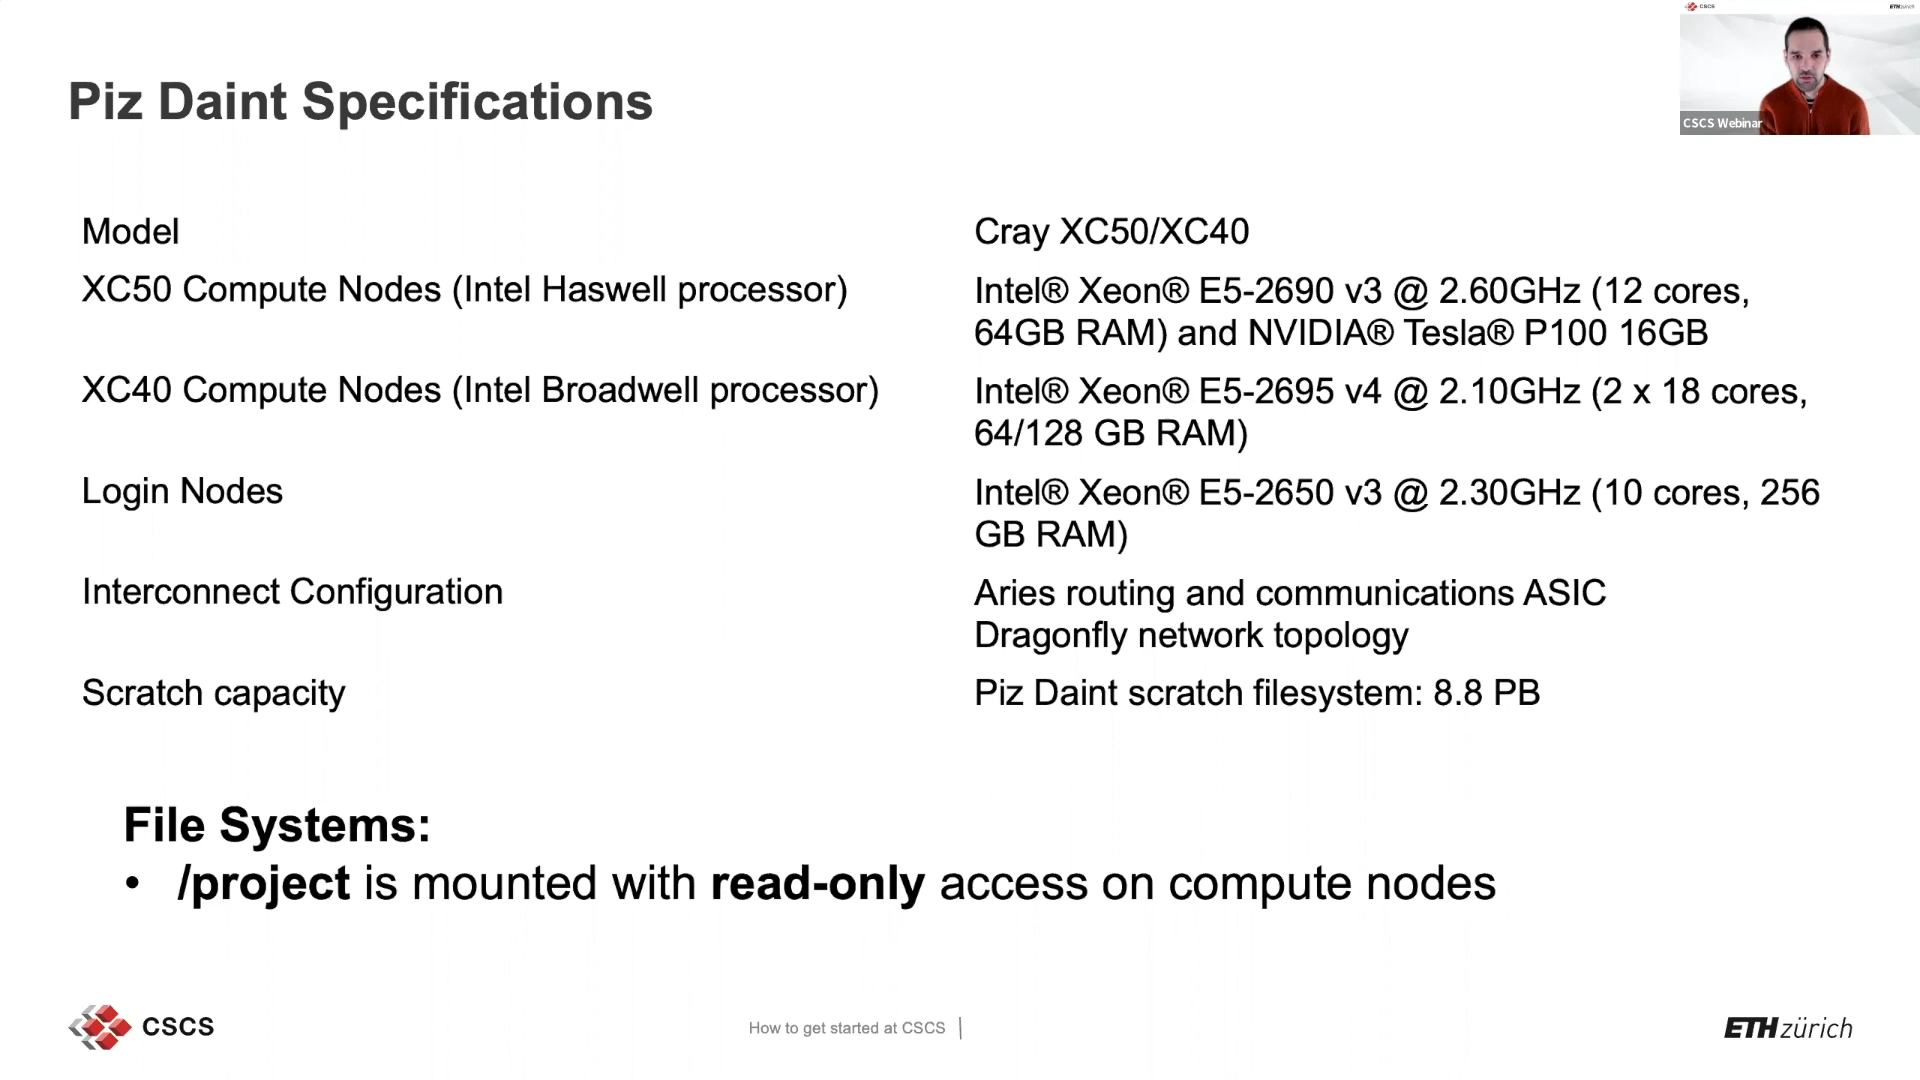 CSCS
ETHzürich
CSCS Webinar
Piz Daint Specifications
Model
Cray XC50/XC40
XC50 Compute Nodes (Intel Haswell processor)
Intel® Xeon® E5-2690 v3 @ 2.60GHz (12 cores,
64GB RAM) and NVIDIA® Tesla® P100 16GB
XC40 Compute Nodes (Intel Broadwell processor)
Intel® Xeon® E5-2695 v4 @ 2.10GHz (2 x 18 cores,
64/128 GB RAM)
Login Nodes
Intel® Xeon® E5-2650 v3 @ 2.30GHz (10 cores, 256
GB RAM)
Interconnect Configuration
Aries routing and communications ASIC
Dragonfly network topology
Scratch capacity
Piz Daint scratch filesystem: 8.8 PB
File Systems:
• /project is mounted with read-only access on compute nodes
CSCS
How to get started at CSCS |
ETHzürich